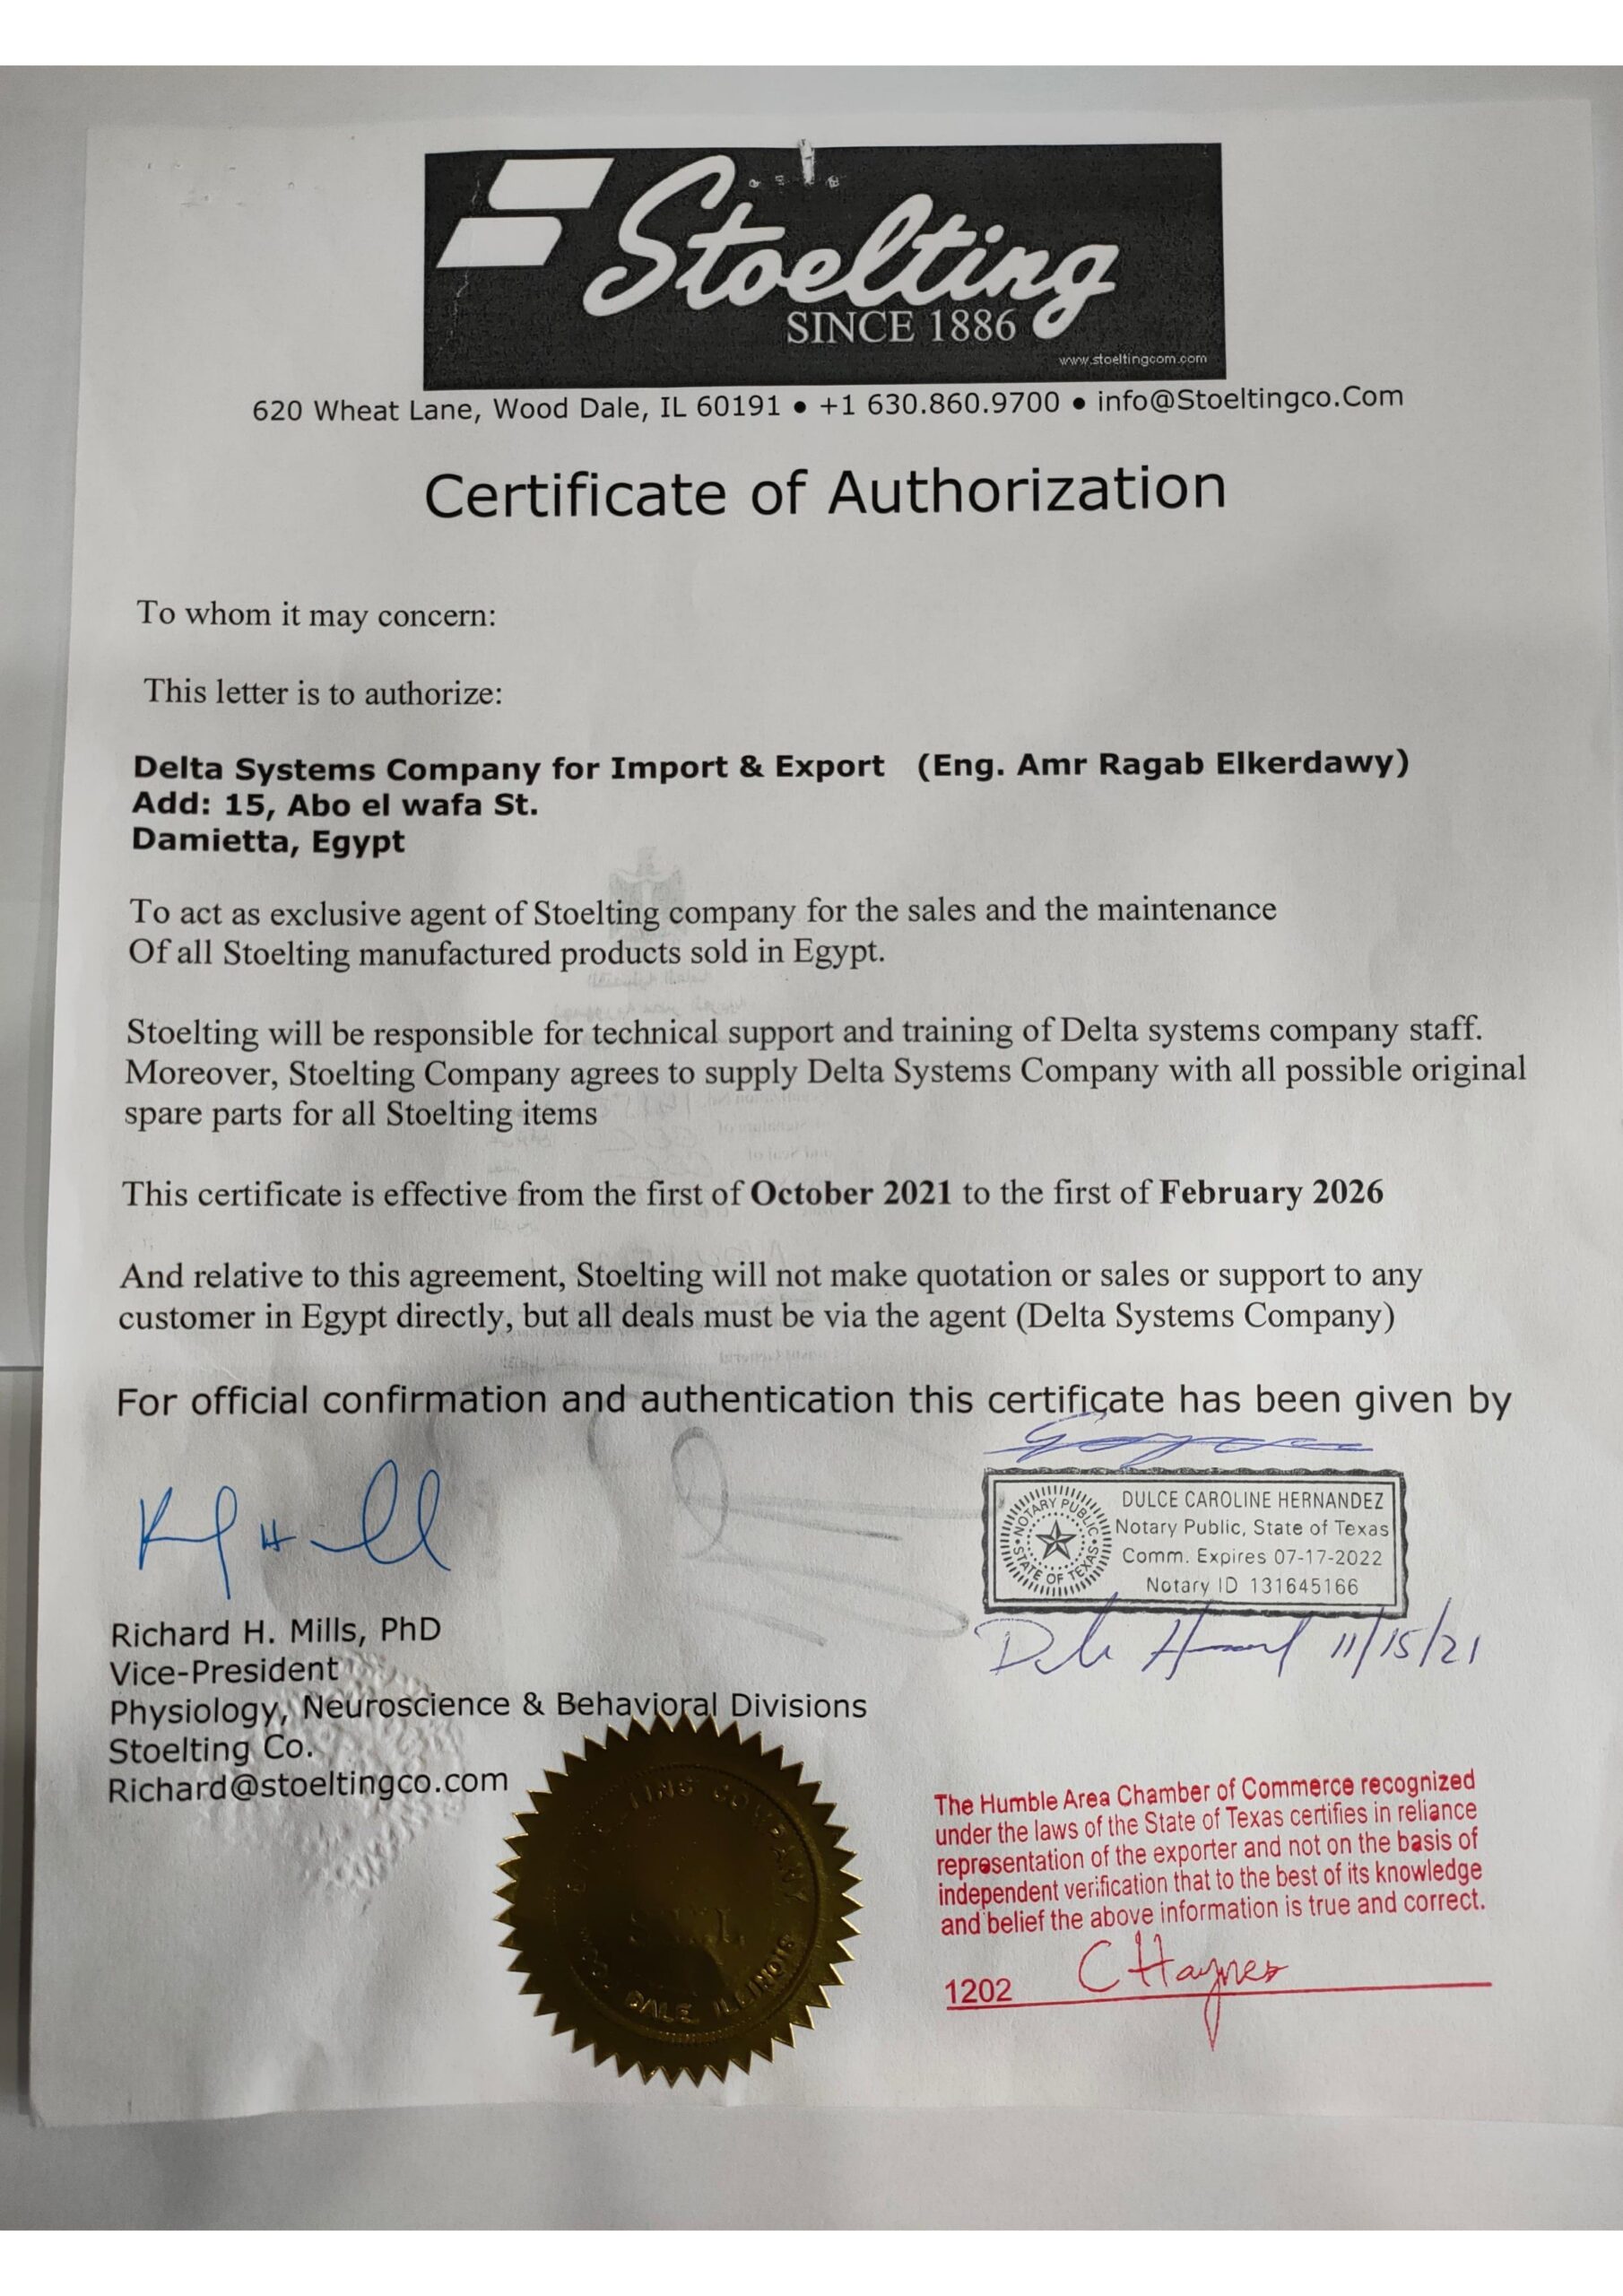 Stoelting
SINCE 1886
www.stoeltingcom.com
620 Wheat Lane, Wood Dale, IL 60191 ● +1 630.860.9700 ● info@Stoeltingco.Com
Certificate of Authorization
To whom it may concern:
This letter is to authorize:
Delta Systems Company for Import & Export (Eng. Amr Ragab Elkerdawy)
Add: 15, Abo el wafa St.
Damietta, Egypt
To act as exclusive agent of Stoelting company for the sales and the maintenance
Of all Stoelting manufactured products sold in Egypt.
Stoelting will be responsible for technical support and training of Delta systems company staff.
Moreover, Stoelting Company agrees to supply Delta Systems Company with all possible original
spare parts for all Stoelting items
This certificate is effective from the first of October 2021 to the first of February 2026
And relative to this agreement, Stoelting will not make quotation or sales or support to any
customer in Egypt directly, but all deals must be via the agent (Delta Systems Company)
For official confirmation and authentication this certificate has been given by
Richard H. Mills, PhD
Vice-President
Physiology, Neuroscience & Behavioral Divisions
Stoelting Co.
Richard@stoeltingco.com
NOTARY PUBLIC
STATE OF TEXAS
DULCE CAROLINE HERNANDEZ
Notary Public, State of Texas
Comm. Expires 07-17-2022
Notary ID 131645166
11/15/21
DALE ILLINOIS
The Humble Area Chamber of Commerce recognized
under the laws of the State of Texas certifies in reliance
representation of the exporter and not on the basis of
independent verification that to the best of its knowledge
and belief the above information is true and correct.
1202 C Haynes